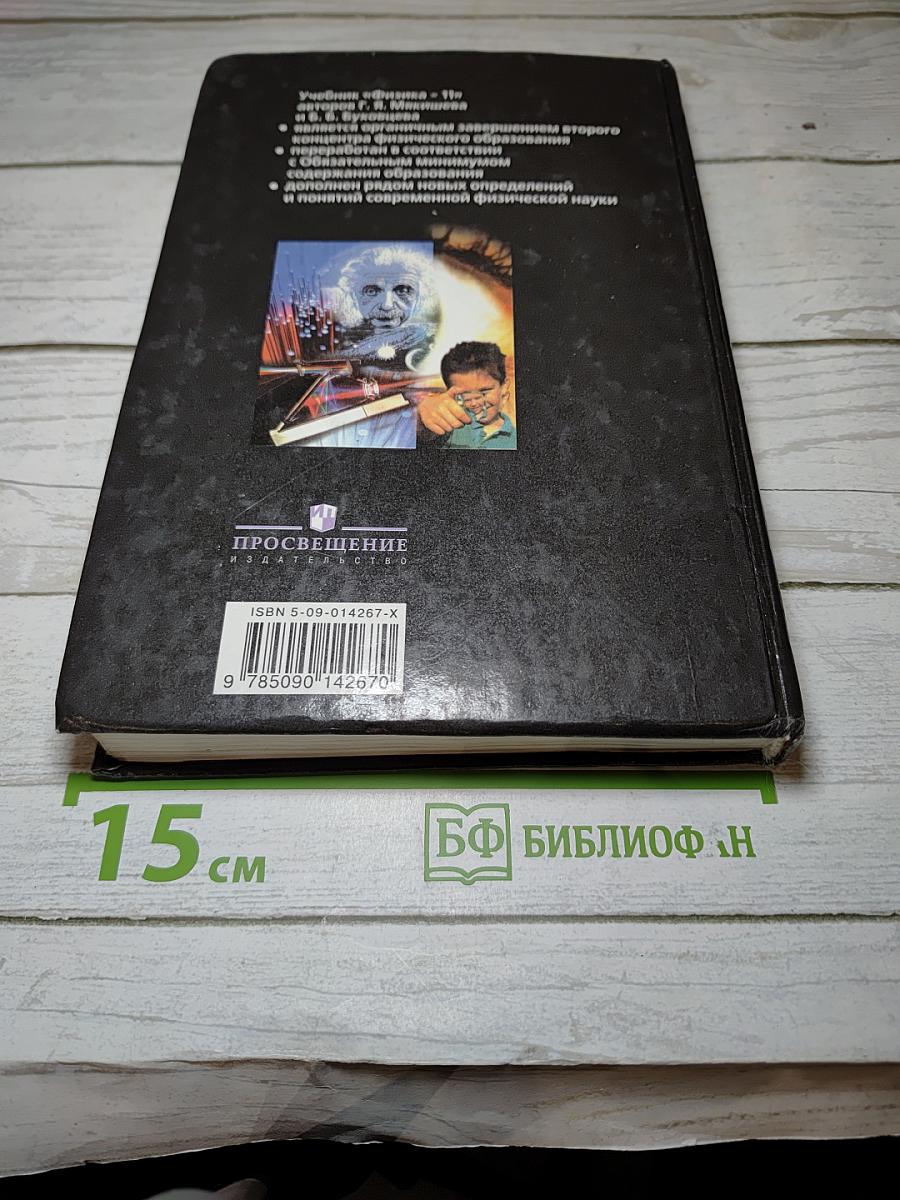 Учебник «Физика – 11»
авторов Г. Я. Мякишева
и Б. Б. Буховцева
• является органичным завершением второго
концентра физического образования
• переработан в соответствии
с Обязательным минимумом
содержания образования
• дополнен рядом новых определений
и понятий современной физической науки
ПРОСВЕЩЕНИЕ
ИЗДАТЕЛЬСТВО
ISBN 5-09-014267-X
9 785090 142670
15 см
БФ БИБЛИОФ